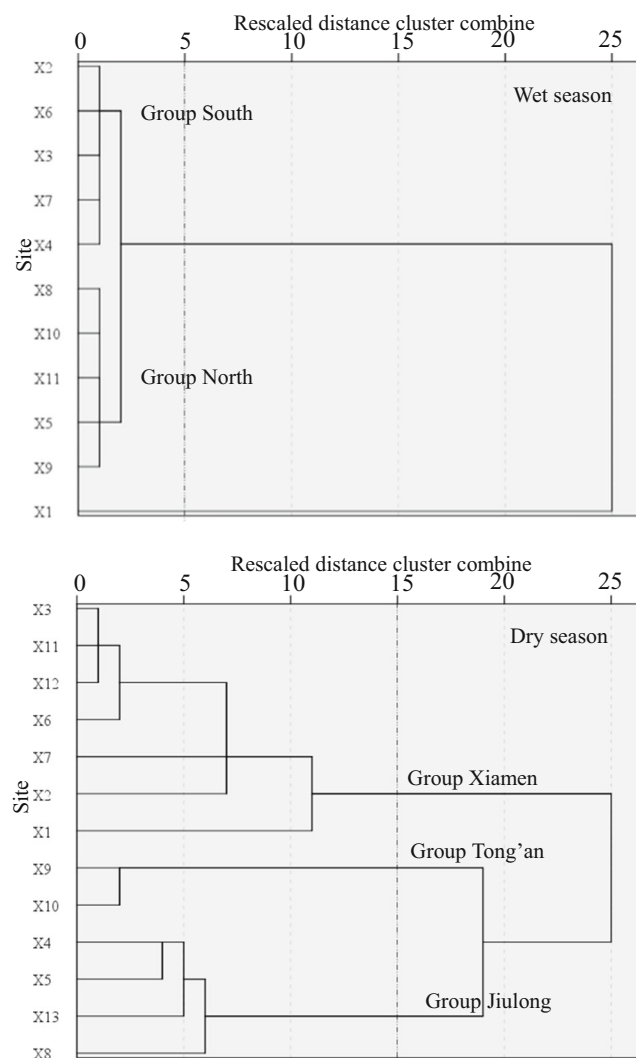 Rescaled distance cluster combine
0 5 10 15 20 25
Wet season
X2
X6
Group South
X3
X7
X4
Site
X8
X10
X11
Group North
X5
X9
X1
Rescaled distance cluster combine
0 5 10 15 20 25
Dry season
X3
X11
X12
X6
X7
X2
Group Xiamen
Site
X1
Group Tong’an
X9
X10
X4
X5
Group Jiulong
X13
X8